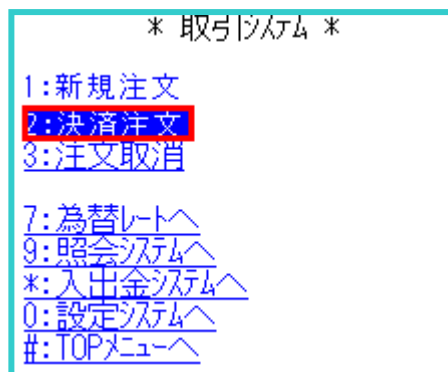 * 取引ｼｽﾃﾑ *
1:新規注文
2:決済注文
3:注文取消
7:為替ﾚｰﾄへ
9:照会ｼｽﾃﾑへ
*:入出金ｼｽﾃﾑへ
0:設定ｼｽﾃﾑへ
#:TOPﾒﾆｭｰへ